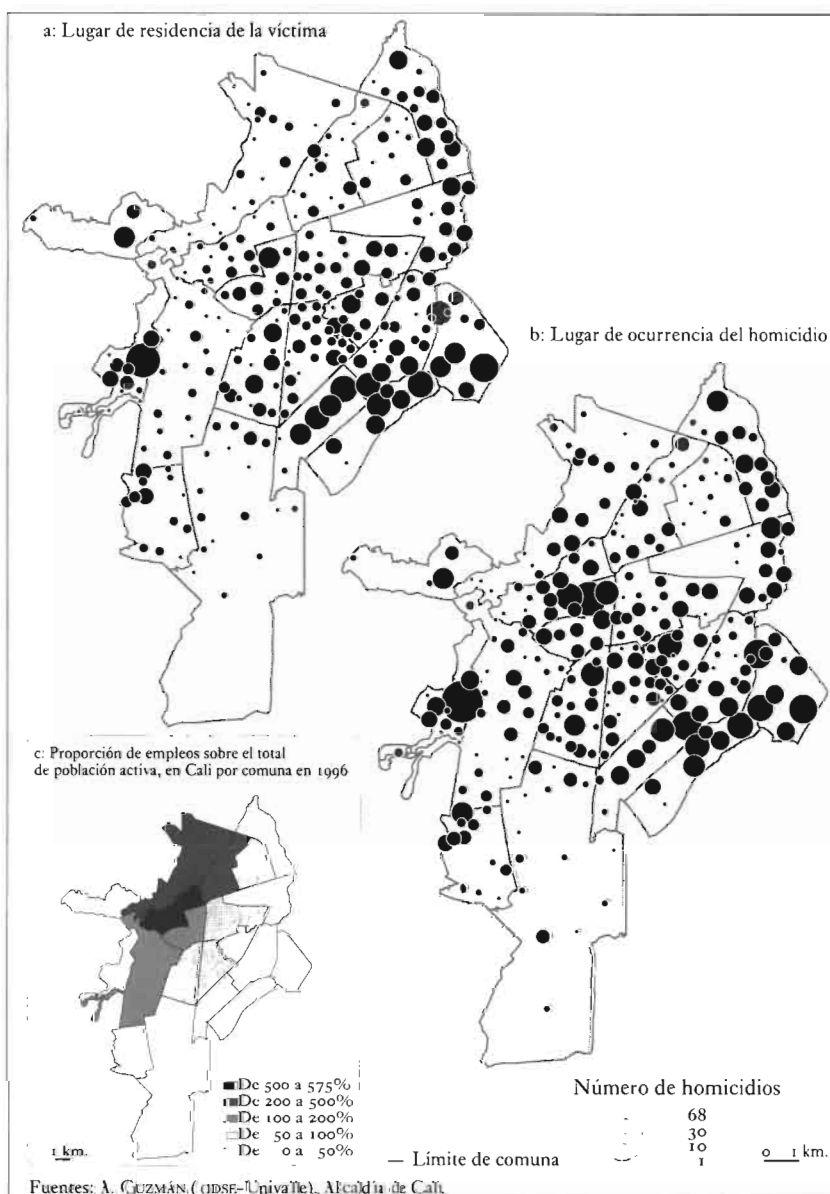 a: Lugar de residencia de la víctima
b: Lugar de ocurrencia del homicidio
c: Proporción de empleos sobre el total
de población activa, en Cali por comuna en 1996
De 500 a 575%
De 200 a 500%
De 100 a 200%
De 50 a 100%
De 0 a 50%
1 km.
Número de homicidios
68
30
10
1
— Límite de comuna
0 1 km.
Fuentes: A. GUZMÁN (CIDSE-Univalle), Alcaldía de Cali.